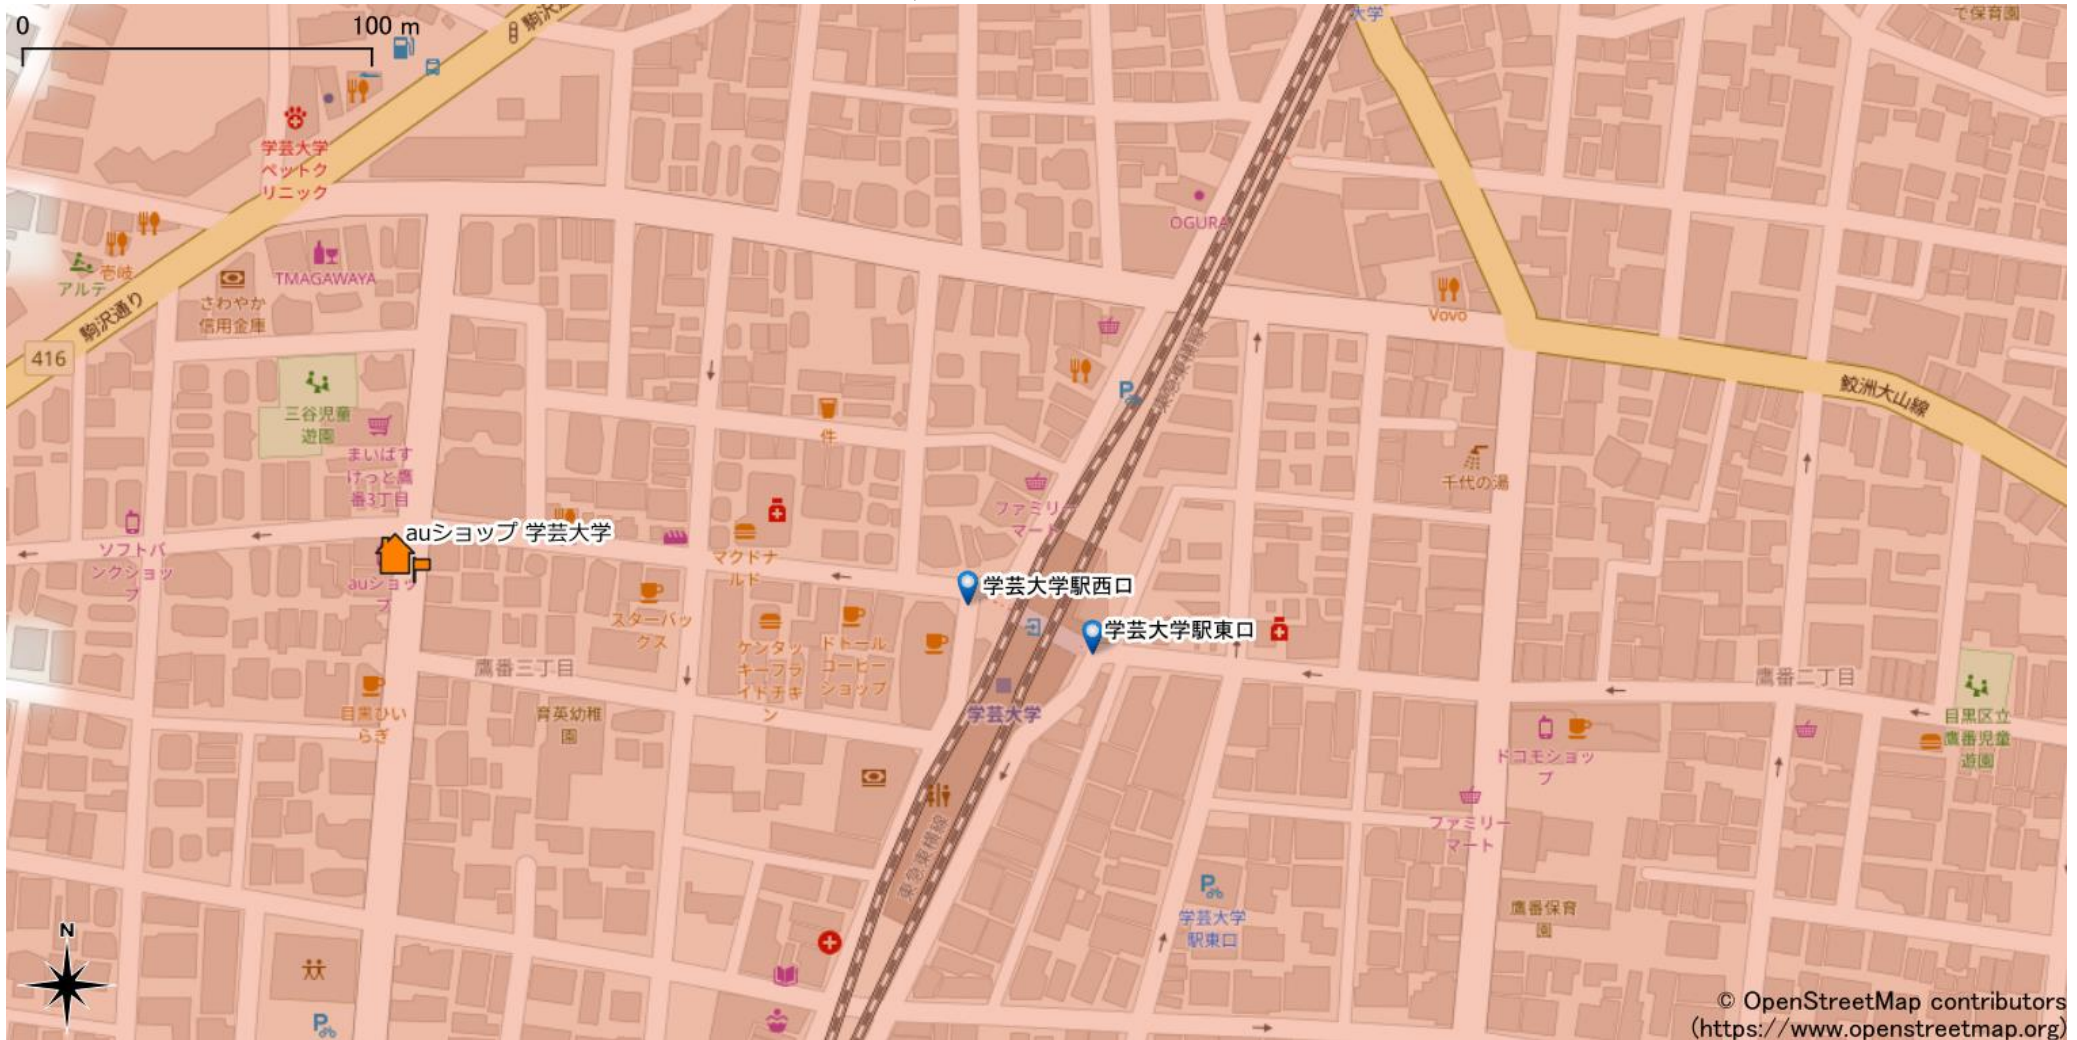 0
100 m
駒沢通
大学
で保育園
学芸大学
ペットク
リニック
OGURA
TMAGAWAYA
壱岐
アルテ
さわやか
信用金庫
駒沢通り
416
Vovo
東急東横線
鮫洲大山線
三谷児童
遊園
件
まいばす
けっと鷹
番3丁目
千代の湯
ファミリー
マート
auショップ 学芸大学
ソフトバ
ンクショッ
プ
auショッ
プ
マクドナ
ルド
学芸大学駅西口
学芸大学駅東口
スターバッ
クス
ケンタッ
キーフラ
イドチキ
ン
ドトール
コーヒー
ショップ
鷹番三丁目
鷹番二丁目
目黒ひい
らぎ
育英幼稚
園
学芸大学
目黒区立
鷹番児童
遊園
ドコモショッ
プ
ファミリー
マート
東急東横線
学芸大学
駅東口
鷹番保育
園
N
© OpenStreetMap contributors
(https://www.openstreetmap.org)